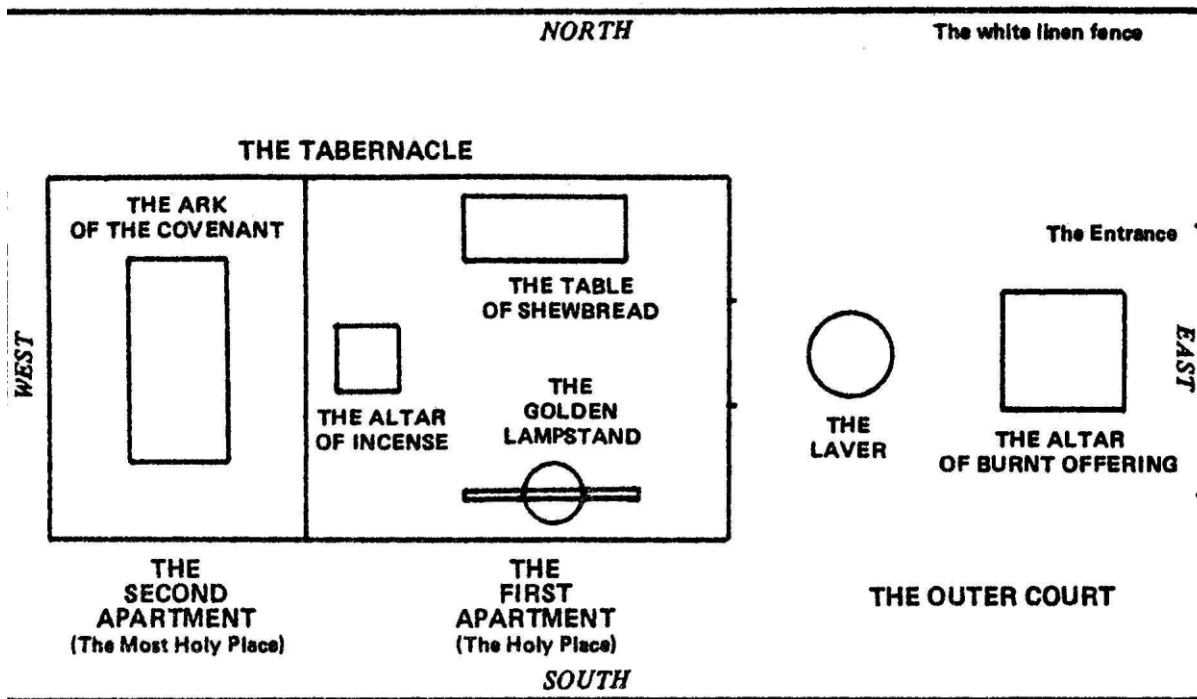 NORTH
The white linen fence
THE TABERNACLE
THE ARK
OF THE COVENANT
THE TABLE
OF SHEWBREAD
The Entrance
WEST
THE ALTAR
OF INCENSE
THE
GOLDEN
LAMPSTAND
THE
LAVER
THE ALTAR
OF BURNT OFFERING
EAST
THE
SECOND
APARTMENT
(The Most Holy Place)
THE
FIRST
APARTMENT
(The Holy Place)
THE OUTER COURT
SOUTH